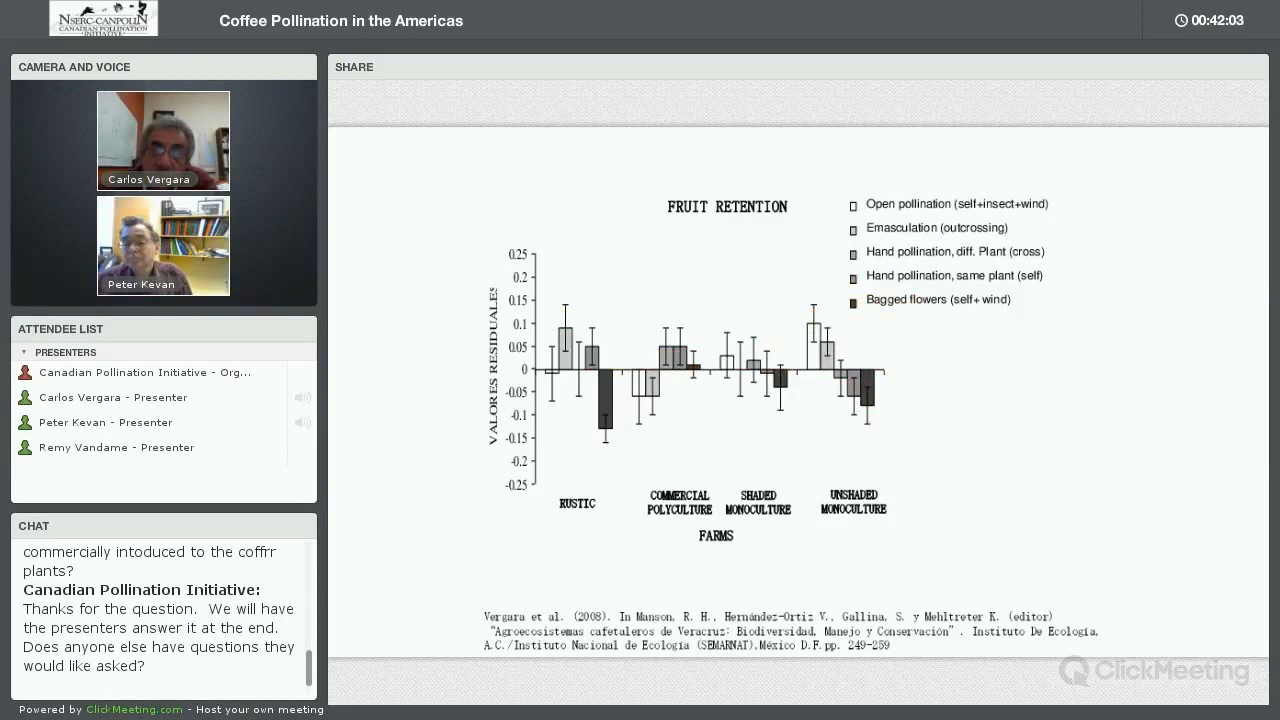 NSERC-CANPOLIN
CANADIAN POLLINATION
INITIATIVE
Coffee Pollination in the Americas
00:42:03
CAMERA AND VOICE
Carlos Vergara
Peter Kevan
ATTENDEE LIST
PRESENTERS
Canadian Pollination Initiative - Org...
Carlos Vergara - Presenter
Peter Kevan - Presenter
Remy Vandame - Presenter
CHAT
commercially intoduced to the coffrr
plants?
Canadian Pollination Initiative:
Thanks for the question. We will have
the presenters answer it at the end.
Does anyone else have questions they
would like asked?
Powered by ClickMeeting.com - Host your own meeting
SHARE
FRUIT RETENTION
Open pollination (self+insect+wind)
Emasculation (outcrossing)
Hand pollination, diff. Plant (cross)
Hand pollination, same plant (self)
Bagged flowers (self+ wind)
VALORES RESIDUALES
0.25
0.2
0.15
0.1
0.05
0
-0.05
-0.1
-0.15
-0.2
-0.25
RUSTIC
COMMERCIAL
POLYCULTURE
SHADED
MONOCULTURE
UNSHADED
MONOCULTURE
FARMS
Vergara et al. (2008). In Manson, R. H., Hernández-Ortiz V., Gallina, S. y Mehltreter K. (editor)
“Agroecosistemas cafetaleros de Veracruz: Biodiversidad, Manejo y Conservación”. Instituto De Ecología,
A.C./Instituto Nacional de Ecología (SEMARNAT),México D.F.pp. 249-259
ClickMeeting